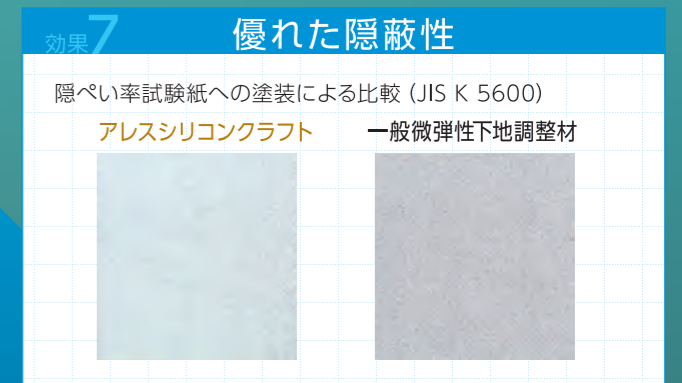 効果7
優れた隠蔽性
隠ぺい率試験紙への塗装による比較（JIS K 5600）
アレスシリコンクラフト
一般微弾性下地調整材